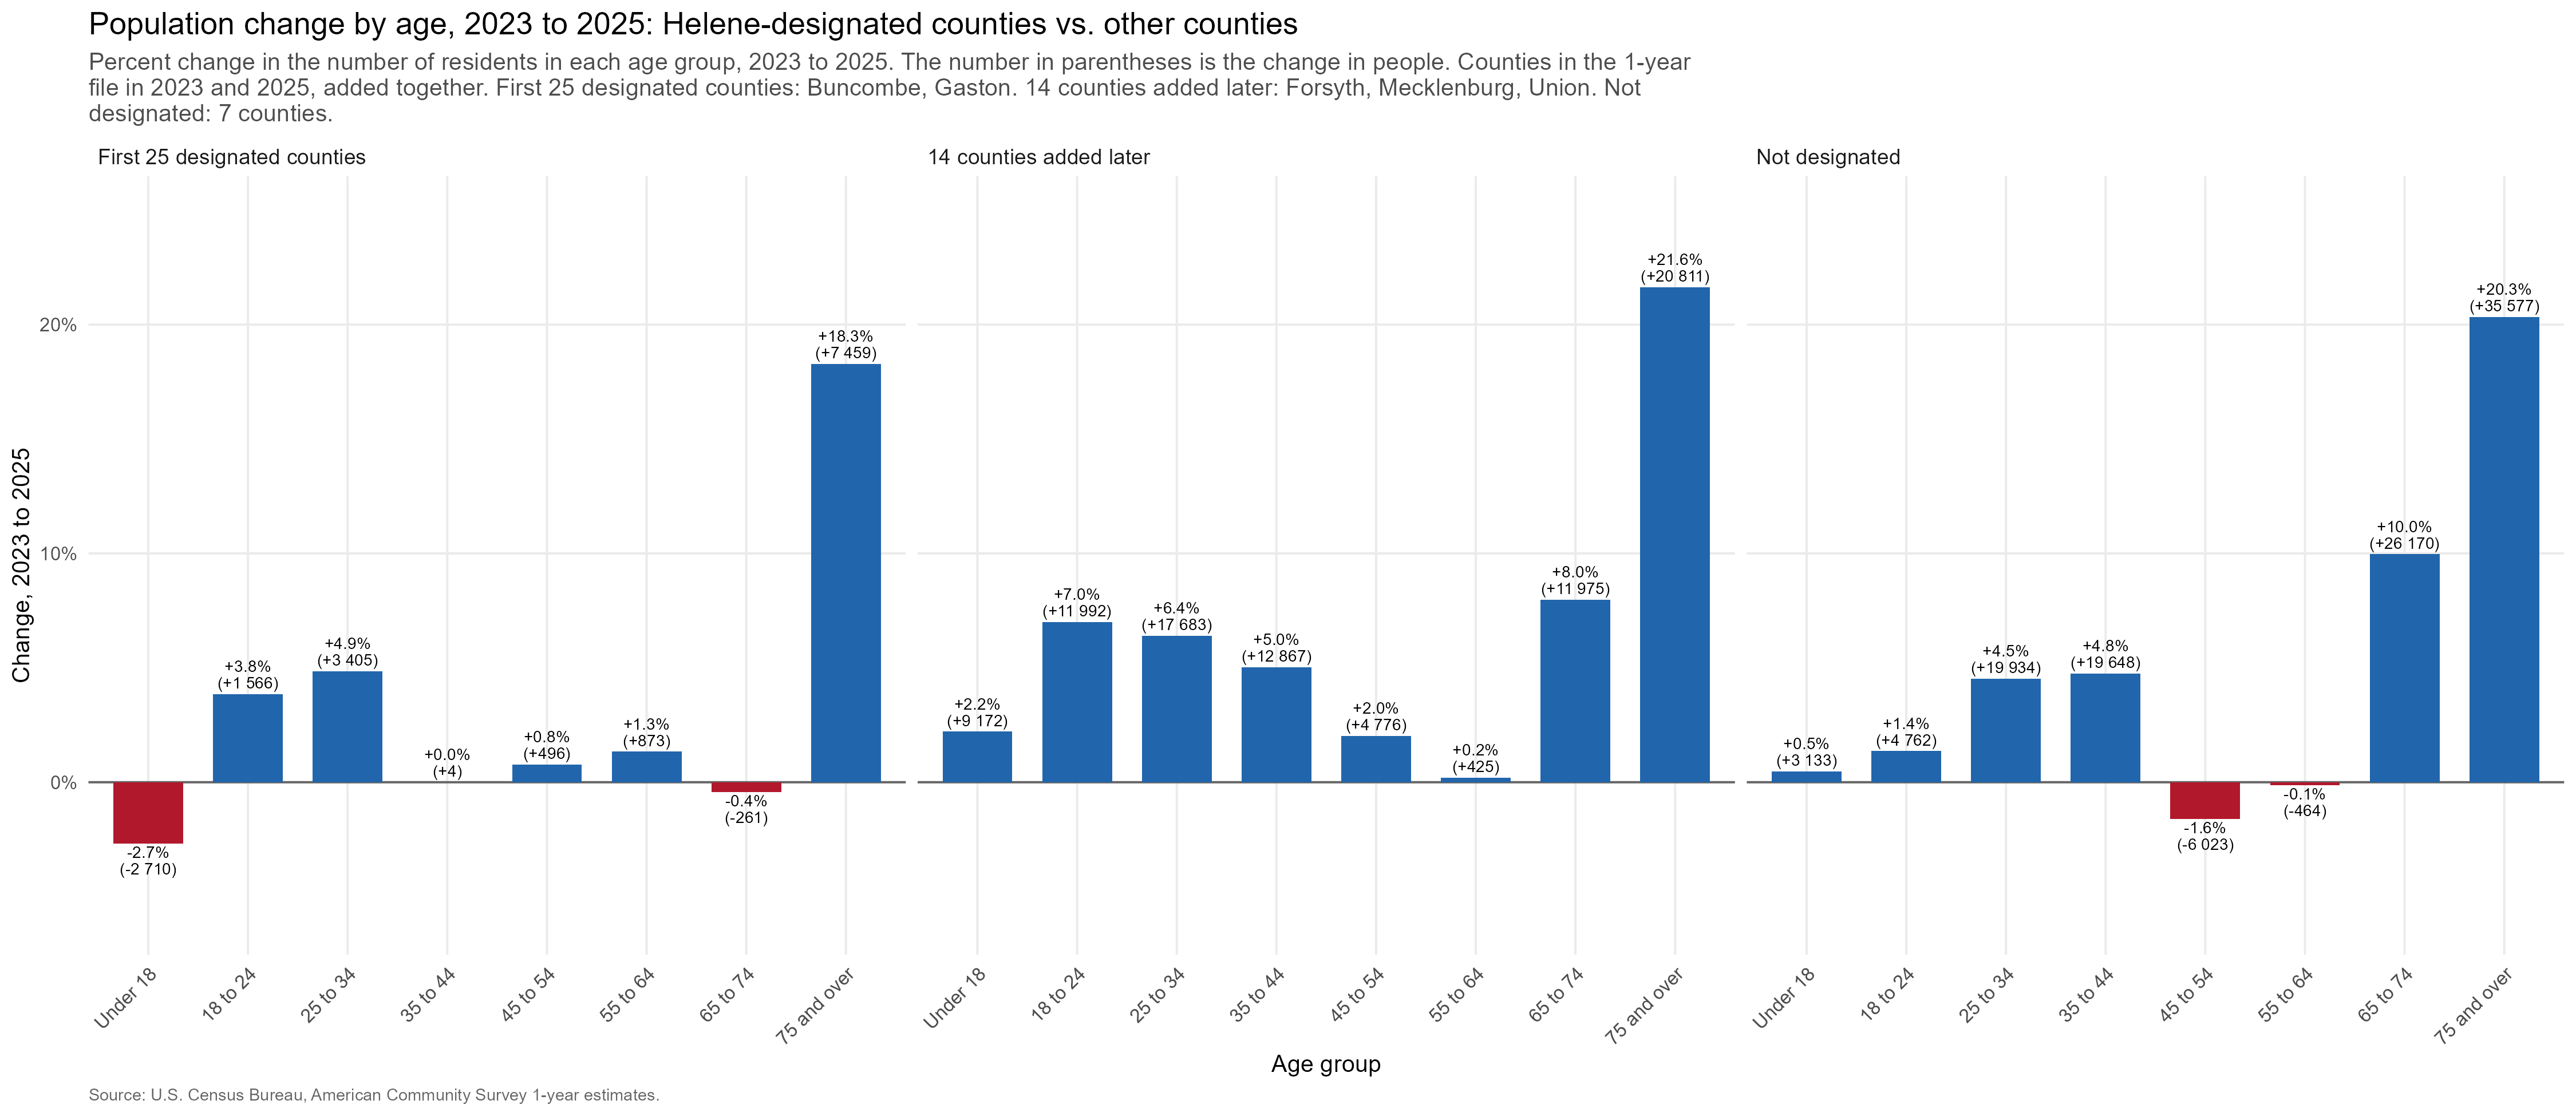 Population change by age, 2023 to 2025: Helene-designated counties vs. other counties
Percent change in the number of residents in each age group, 2023 to 2025. The number in parentheses is the change in people. Counties in the 1-year
file in 2023 and 2025, added together. First 25 designated counties: Buncombe, Gaston. 14 counties added later: Forsyth, Mecklenburg, Union. Not
designated: 7 counties.
First 25 designated counties
14 counties added later
Not designated
Change, 2023 to 2025
20%
10%
0%
-2.7%
(-2 710)
+3.8%
(+1 566)
+4.9%
(+3 405)
+0.0%
(+4)
+0.8%
(+496)
+1.3%
(+873)
-0.4%
(-261)
+18.3%
(+7 459)
+2.2%
(+9 172)
+7.0%
(+11 992)
+6.4%
(+17 683)
+5.0%
(+12 867)
+2.0%
(+4 776)
+0.2%
(+425)
+8.0%
(+11 975)
+21.6%
(+20 811)
+0.5%
(+3 133)
+1.4%
(+4 762)
+4.5%
(+19 934)
+4.8%
(+19 648)
-1.6%
(-6 023)
-0.1%
(-464)
+10.0%
(+26 170)
+20.3%
(+35 577)
Under 18
18 to 24
25 to 34
35 to 44
45 to 54
55 to 64
65 to 74
75 and over
Under 18
18 to 24
25 to 34
35 to 44
45 to 54
55 to 64
65 to 74
75 and over
Under 18
18 to 24
25 to 34
35 to 44
45 to 54
55 to 64
65 to 74
75 and over
Age group
Source: U.S. Census Bureau, American Community Survey 1-year estimates.